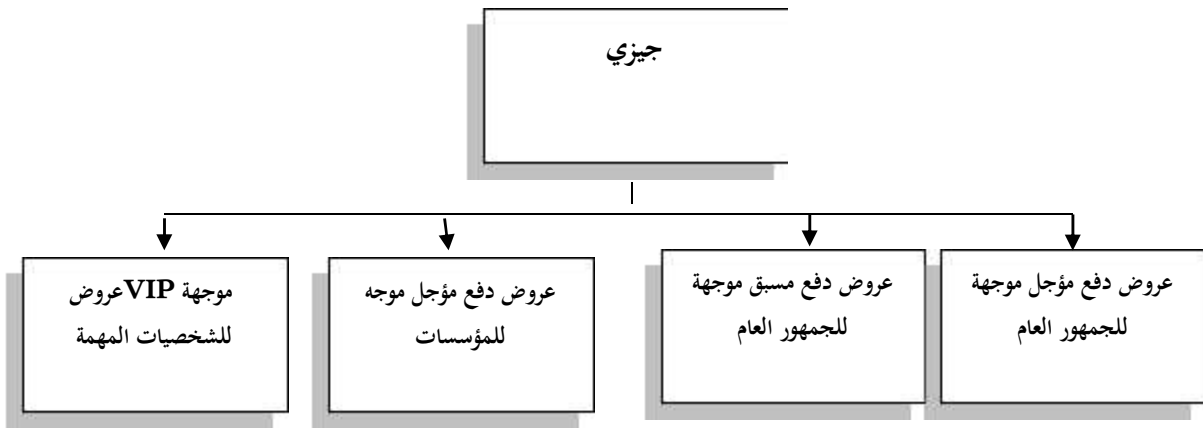 جيزي
عروض دفع مؤجل موجهة
للجمهور العام
عروض دفع مسبق موجهة
للجمهور العام
عروض دفع مؤجل موجه
للمؤسسات
موجهة VIPعروض
للشخصيات المهمة